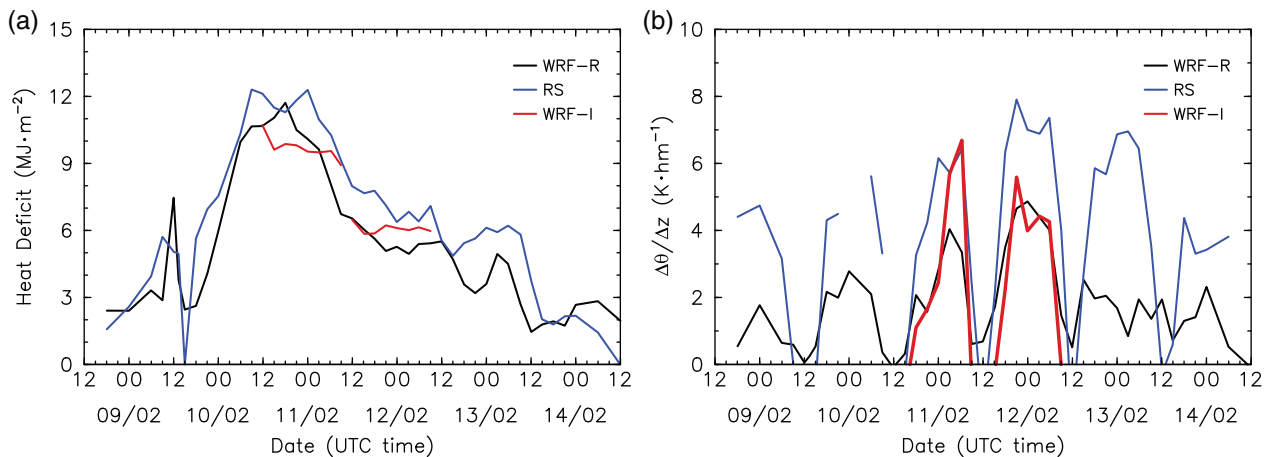 (a)
15
12
9
6
3
0
Heat Deficit (MJ·m⁻²)
WRF−R
RS
WRF−I
12 00 12 00 12 00 12 00 12 00 12 00 12
09/02 10/02 11/02 12/02 13/02 14/02
Date (UTC time)
(b)
10
8
6
4
2
0
Δθ/Δz (K·hm⁻¹)
WRF−R
RS
WRF−I
12 00 12 00 12 00 12 00 12 00 12 00 12
09/02 10/02 11/02 12/02 13/02 14/02
Date (UTC time)